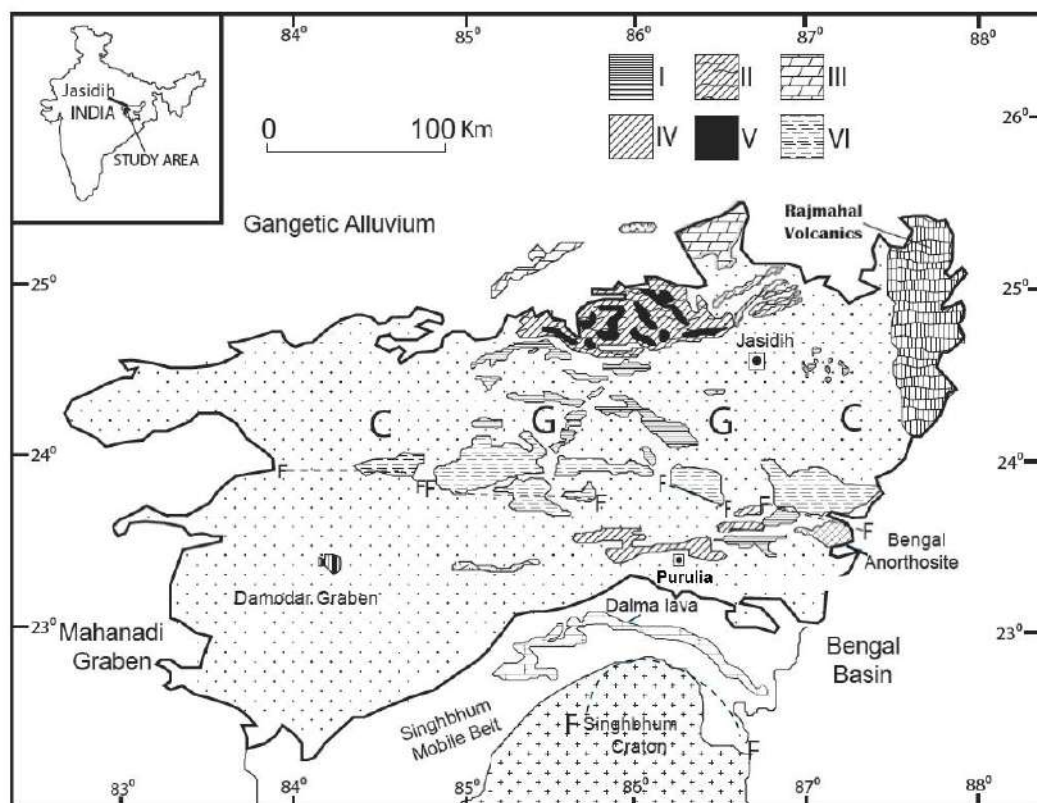 84° 85° 86° 87° 88°
Jasidih
INDIA
STUDY AREA
0 100 Km
I II III
IV V VI
26°
Gangetic Alluvium
Rajmahal
Volcanics
25° 25°
Jasidih
C G G C
24° 24°
F F F F F F F F
Bengal
Anorthosite
Purulia
Damodar Graben
Dalma lava
23° 23°
Mahanadi
Graben
Bengal
Basin
Singhbhum
Mobile Belt
F Singhbhum
Craton
F
83° 84° 85° 86° 87° 88°